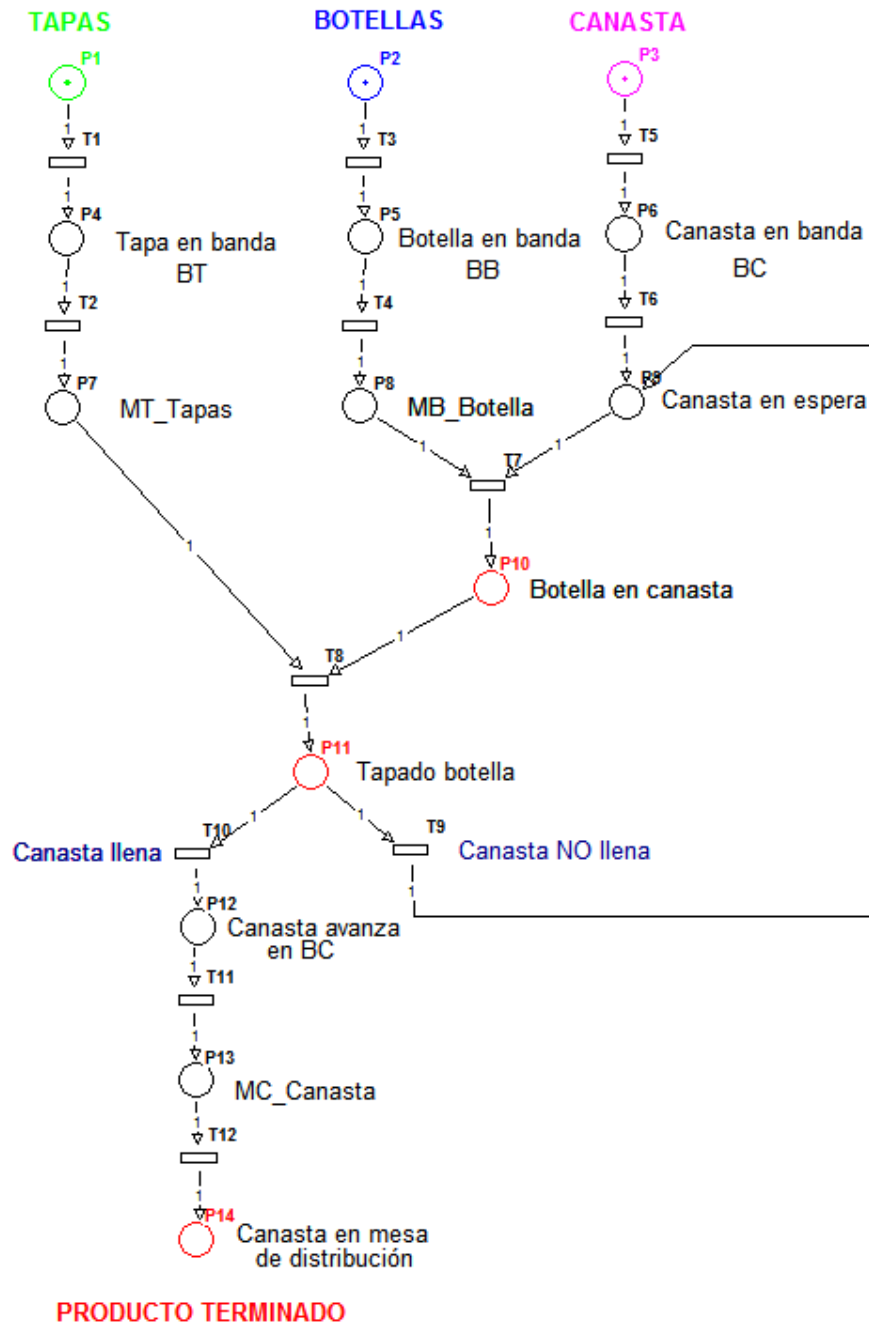 TAPAS
BOTELLAS
CANASTA
P1
P2
P3
1
1
1
T1
T3
T5
1
1
1
P4
P5
P6
Tapa en banda
BT
Botella en banda
BB
Canasta en banda
BC
1
1
1
T2
T4
T6
1
1
1
P7
P8
P9
MT_Tapas
MB_Botella
Canasta en espera
1
1
T7
1
1
P10
Botella en canasta
1
T8
1
P11
Tapado botella
1
1
T10
T9
Canasta llena
Canasta NO llena
1
1
P12
Canasta avanza
en BC
1
T11
1
P13
MC_Canasta
1
T12
1
P14
Canasta en mesa
de distribución
PRODUCTO TERMINADO